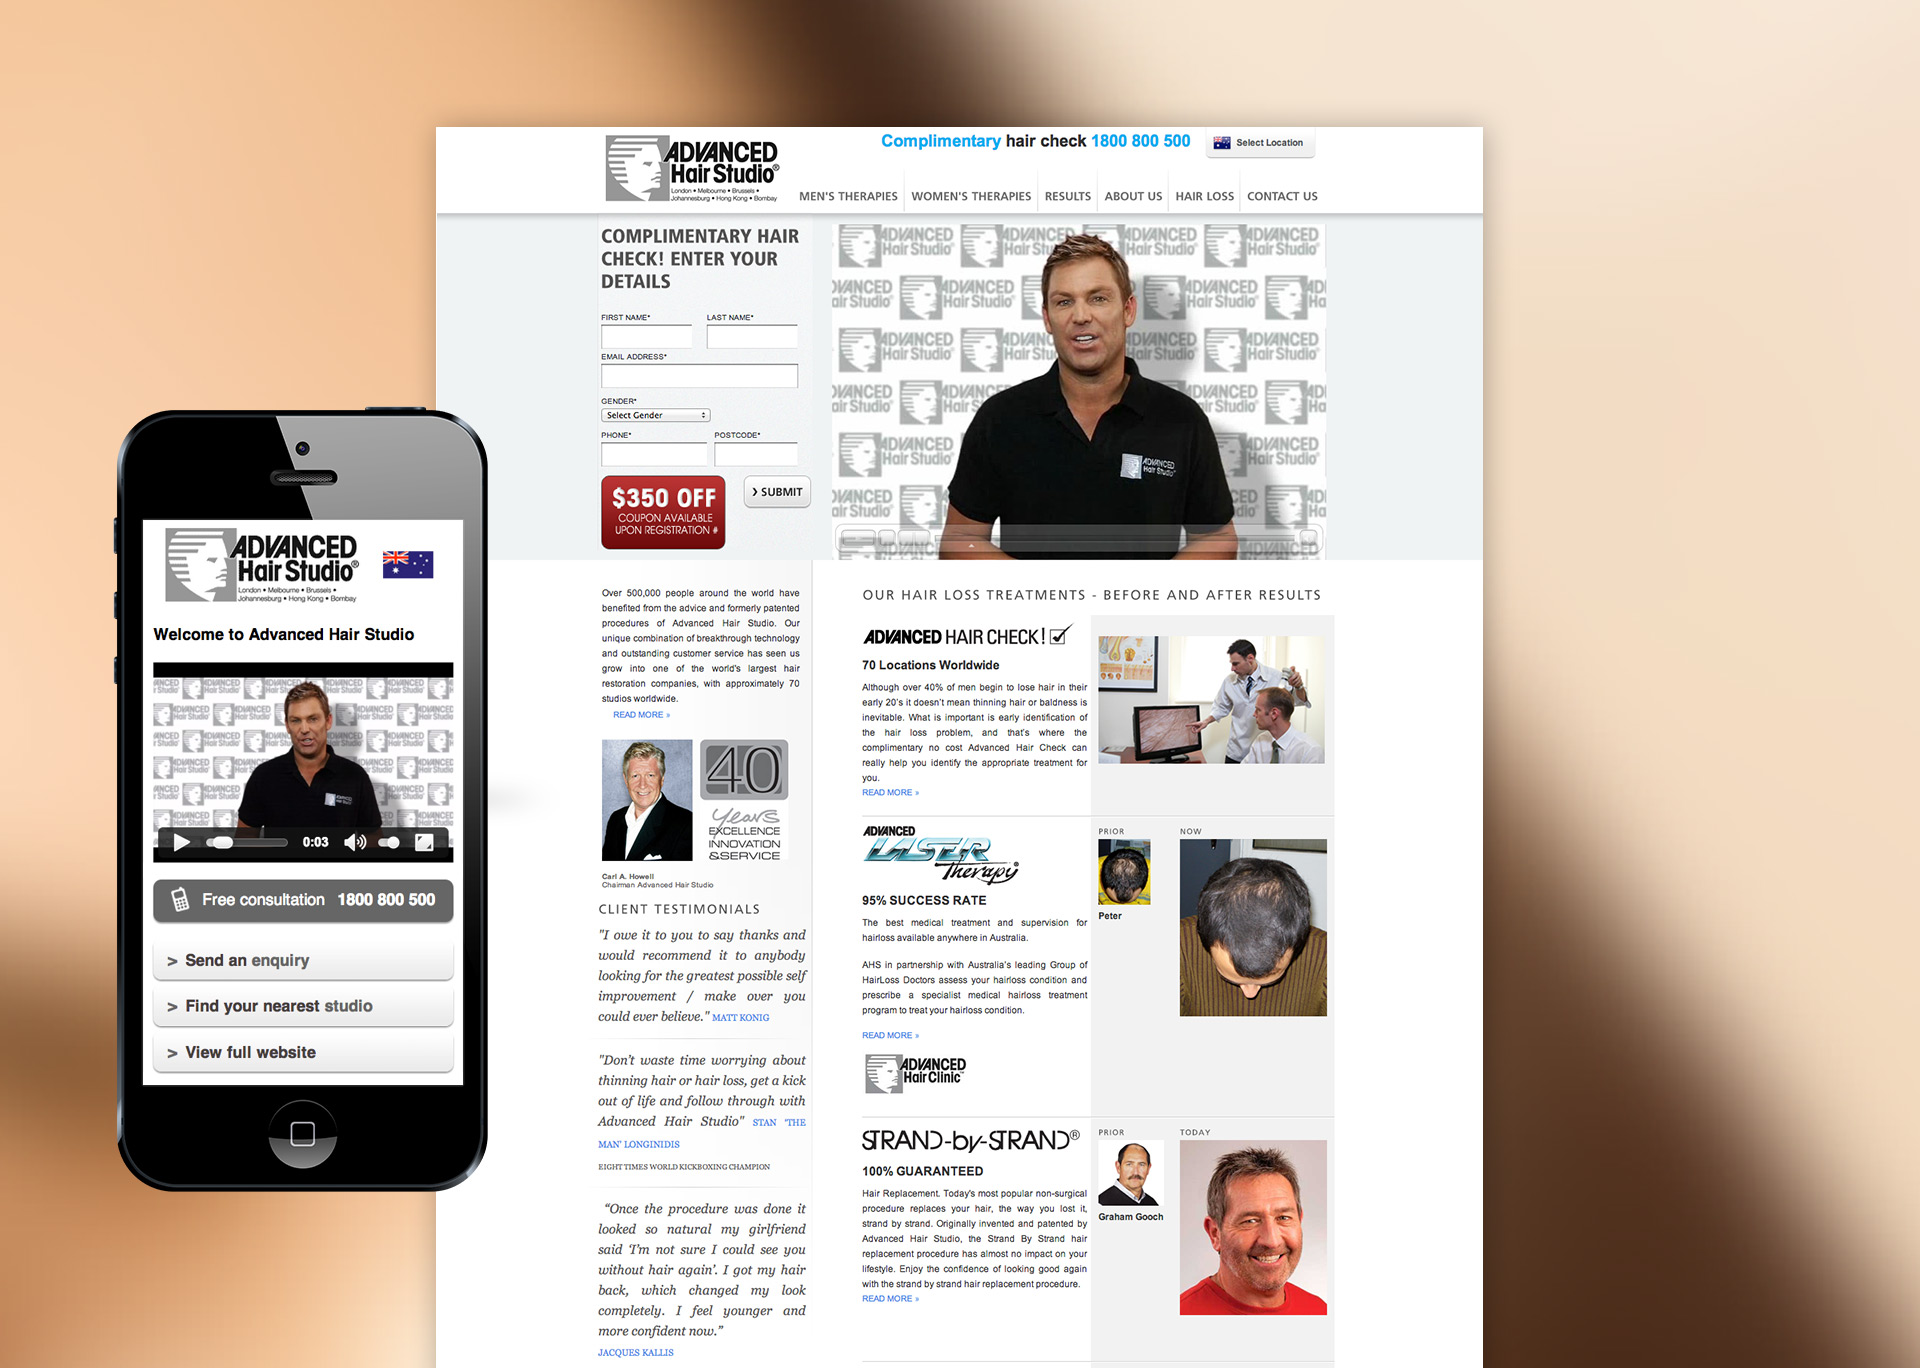 ADVANCED
Hair Studio®
London • Melbourne • Brussels •
Johannesburg • Hong Kong • Bombay
Complimentary hair check 1800 800 500
Select Location
MEN'S THERAPIES
WOMEN'S THERAPIES
RESULTS
ABOUT US
HAIR LOSS
CONTACT US
COMPLIMENTARY HAIR
CHECK! ENTER YOUR
DETAILS
FIRST NAME*
LAST NAME*
EMAIL ADDRESS*
GENDER*
Select Gender
PHONE*
POSTCODE*
$350 OFF
COUPON AVAILABLE
UPON REGISTRATION #
❯ SUBMIT
ADVANCED
Hair Studio
Over 500,000 people around the world have
benefited from the advice and formerly patented
procedures of Advanced Hair Studio. Our
unique combination of breakthrough technology
and outstanding customer service has seen us
grow into one of the world's largest hair
restoration companies, with approximately 70
studios worldwide.
READ MORE »
40
Years
EXCELLENCE
INNOVATION
&SERVICE
Carl A. Howell
Chairman Advanced Hair Studio
CLIENT TESTIMONIALS
"I owe it to you to say thanks and
would recommend it to anybody
looking for the greatest possible self
improvement / make over you
could ever believe." MATT KONIG
"Don't waste time worrying about
thinning hair or hair loss, get a kick
out of life and follow through with
Advanced Hair Studio" STAN 'THE
MAN' LONGINIDIS
EIGHT TIMES WORLD KICKBOXING CHAMPION
“Once the procedure was done it
looked so natural my girlfriend
said ‘I’m not sure I could see you
without hair again’. I got my hair
back, which changed my look
completely. I feel younger and
more confident now.”
JACQUES KALLIS
OUR HAIR LOSS TREATMENTS - BEFORE AND AFTER RESULTS
ADVANCED HAIR CHECK!
70 Locations Worldwide
Although over 40% of men begin to lose hair in their
early 20's it doesn't mean thinning hair or baldness is
inevitable. What is important is early identification of
the hair loss problem, and that's where the
complimentary no cost Advanced Hair Check can
really help you identify the appropriate treatment for
you.
READ MORE »
ADVANCED
LASER
Therapy®
95% SUCCESS RATE
The best medical treatment and supervision for
hairloss available anywhere in Australia.
AHS in partnership with Australia's leading Group of
HairLoss Doctors assess your hairloss condition and
prescribe a specialist medical hairloss treatment
program to treat your hairloss condition.
READ MORE »
ADVANCED
Hair Clinic™
PRIOR
NOW
Peter
STRAND-by-STRAND®
100% GUARANTEED
Hair Replacement. Today's most popular non-surgical
procedure replaces your hair, the way you lost it,
strand by strand. Originally invented and patented by
Advanced Hair Studio, the Strand By Strand hair
replacement procedure has almost no impact on your
lifestyle. Enjoy the confidence of looking good again
with the strand by strand hair replacement procedure.
READ MORE »
PRIOR
TODAY
Graham Gooch
ADVANCED
Hair Studio®
London • Melbourne • Brussels •
Johannesburg • Hong Kong • Bombay
Welcome to Advanced Hair Studio
0:03
Free consultation 1800 800 500
> Send an enquiry
> Find your nearest studio
> View full website